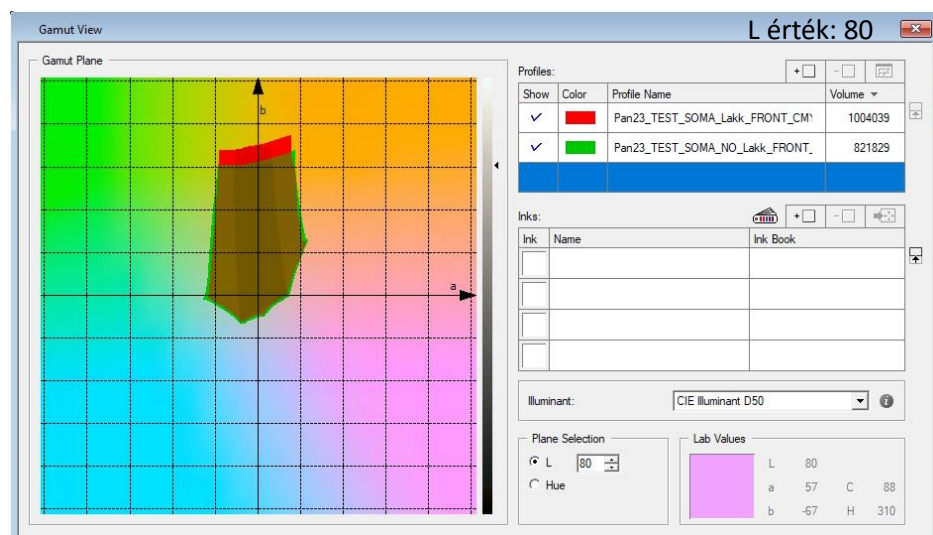 Gamut View
L érték: 80
Gamut Plane
b
a
Profiles:
Show Color Profile Name Volume
Pan23_TEST_SOMA_Lakk_FRONT_CMY 1004039
Pan23_TEST_SOMA_NO_Lakk_FRONT_ 821829
Inks:
Ink Name Ink Book
Illuminant: CIE Illuminant D50
Plane Selection
L 80
Hue
Lab Values
L 80
a 57 C 88
b -67 H 310